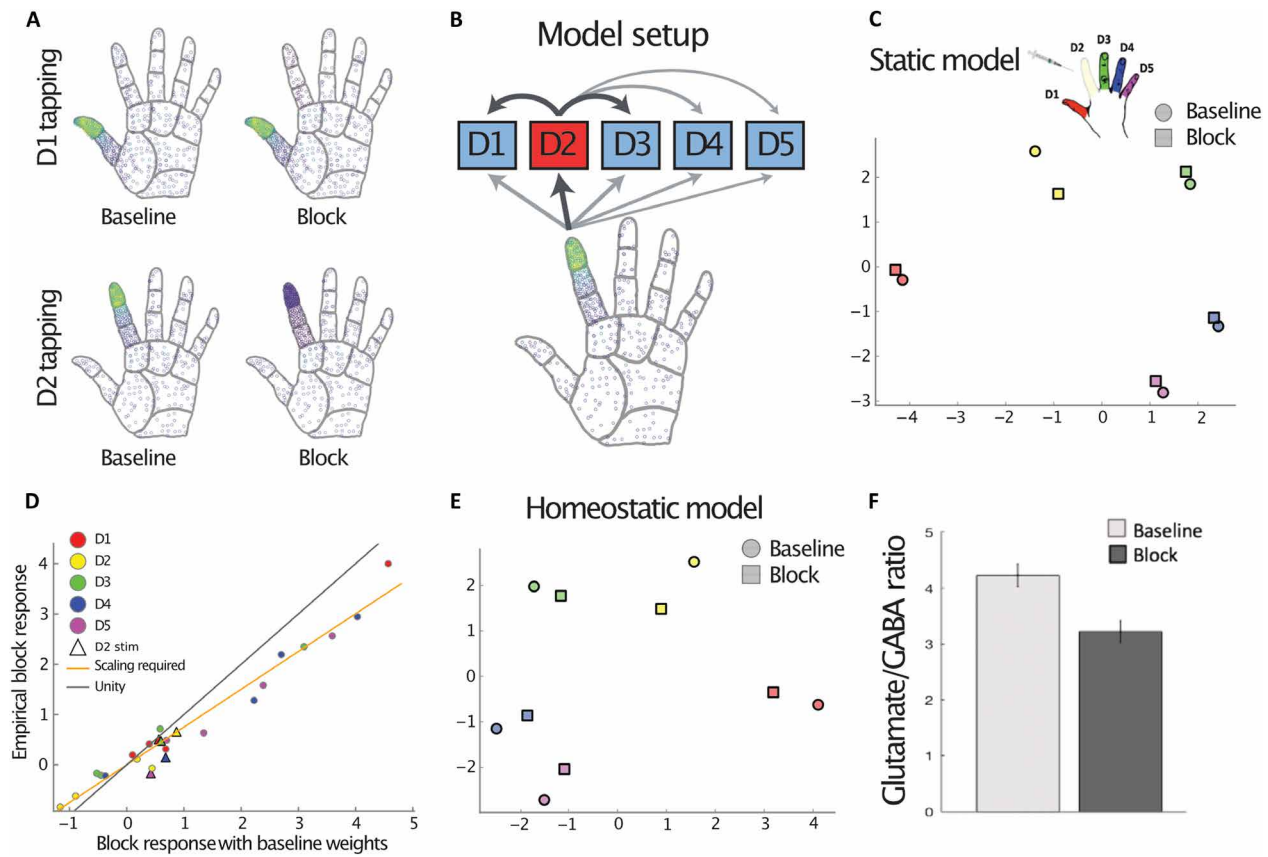 A
D1 tapping
Baseline
Block
D2 tapping
Baseline
Block
B
Model setup
D1
D2
D3
D4
D5
C
Static model
D1
D2
D3
D4
D5
Baseline
Block
2
1
0
−1
−2
−3
−4
−3
−2
−1
0
1
2
D
D1
D2
D3
D4
D5
D2 stim
Scaling required
Unity
Empirical block response
4
3
2
1
0
−1
0
1
2
3
4
5
Block response with baseline weights
E
Homeostatic model
Baseline
Block
2
1
0
−1
−2
−2
−1
0
1
2
3
4
F
Baseline
Block
Glutamate/GABA ratio
5
4
3
2
1
0